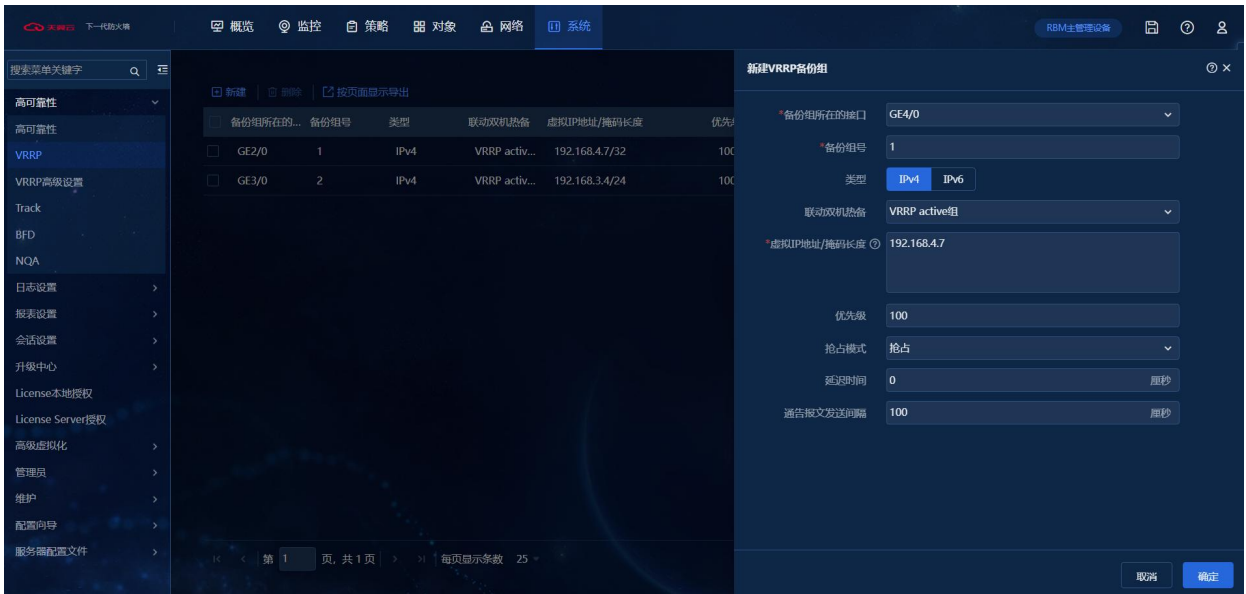 下一代防火墙
概览 监控 策略 对象 网络 系统
RBM主管理设备
搜索菜单关键字
高可靠性
高可靠性
VRRP
VRRP高级设置
Track
BFD
NQA
日志设置
报表设置
会话设置
升级中心
License本地授权
License Server授权
高级虚拟化
管理员
维护
配置向导
服务器配置文件
新建 删除 按页面显示导出
备份组所在的... 备份组号 类型 联动双机热备 虚拟IP地址/掩码长度 优先
GE2/0 1 IPv4 VRRP activ... 192.168.4.7/32 100
GE3/0 2 IPv4 VRRP activ... 192.168.3.4/24 100
第 1 页, 共 1 页 每页显示条数 25
新建VRRP备份组
*备份组所在的接口 GE4/0
*备份组号 1
类型 IPv4 IPv6
联动双机热备 VRRP active组
*虚拟IP地址/掩码长度 192.168.4.7
优先级 100
抢占模式 抢占
延迟时间 0 厘秒
通告报文发送间隔 100 厘秒
取消 确定